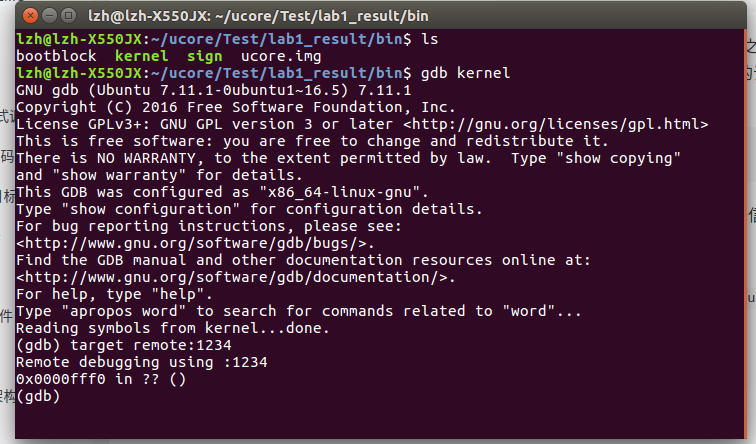 lzh@lzh-X550JX: ~/ucore/Test/lab1_result/bin
lzh@lzh-X550JX:~/ucore/Test/lab1_result/bin$ ls
bootblock  kernel  sign  ucore.img
lzh@lzh-X550JX:~/ucore/Test/lab1_result/bin$ gdb kernel
GNU gdb (Ubuntu 7.11.1-0ubuntu1~16.5) 7.11.1
Copyright (C) 2016 Free Software Foundation, Inc.
License GPLv3+: GNU GPL version 3 or later <http://gnu.org/licenses/gpl.html>
This is free software: you are free to change and redistribute it.
There is NO WARRANTY, to the extent permitted by law.  Type "show copying"
and "show warranty" for details.
This GDB was configured as "x86_64-linux-gnu".
Type "show configuration" for configuration details.
For bug reporting instructions, please see:
<http://www.gnu.org/software/gdb/bugs/>.
Find the GDB manual and other documentation resources online at:
<http://www.gnu.org/software/gdb/documentation/>.
For help, type "help".
Type "apropos word" to search for commands related to "word"...
Reading symbols from kernel...done.
(gdb) target remote:1234
Remote debugging using :1234
0x0000fff0 in ?? ()
(gdb)